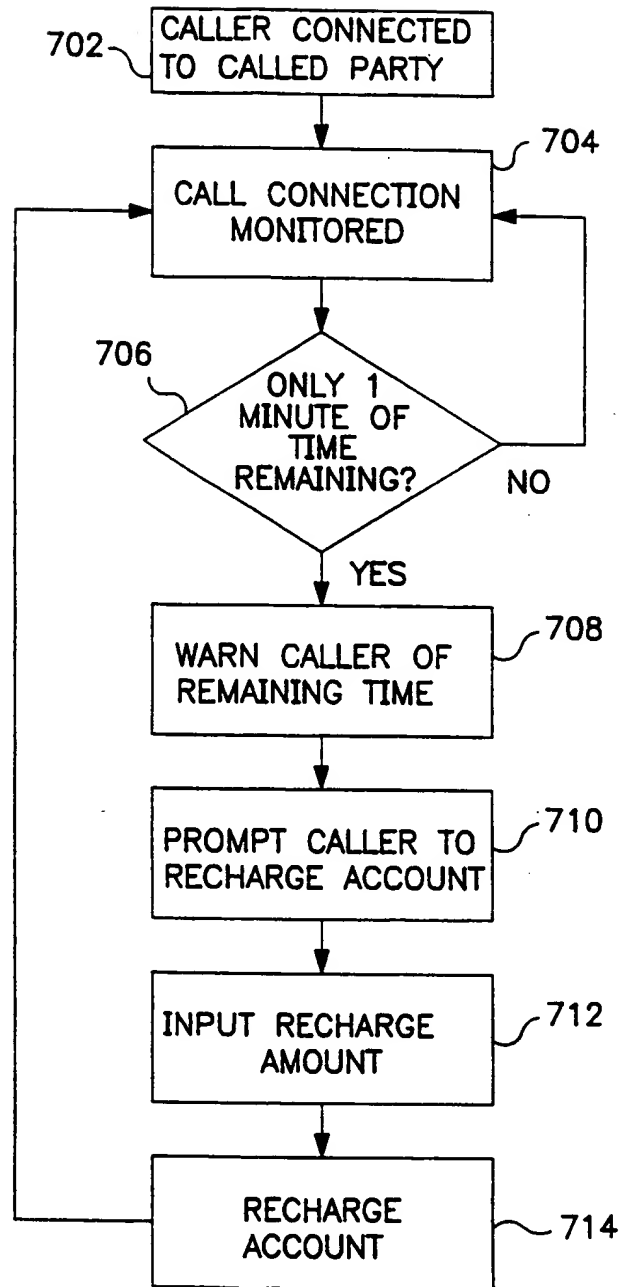 702
CALLER CONNECTED
TO CALLED PARTY
704
CALL CONNECTION
MONITORED
706
ONLY 1
MINUTE OF
TIME
REMAINING?
NO
YES
708
WARN CALLER OF
REMAINING TIME
710
PROMPT CALLER TO
RECHARGE ACCOUNT
712
INPUT RECHARGE
AMOUNT
RECHARGE
ACCOUNT
714